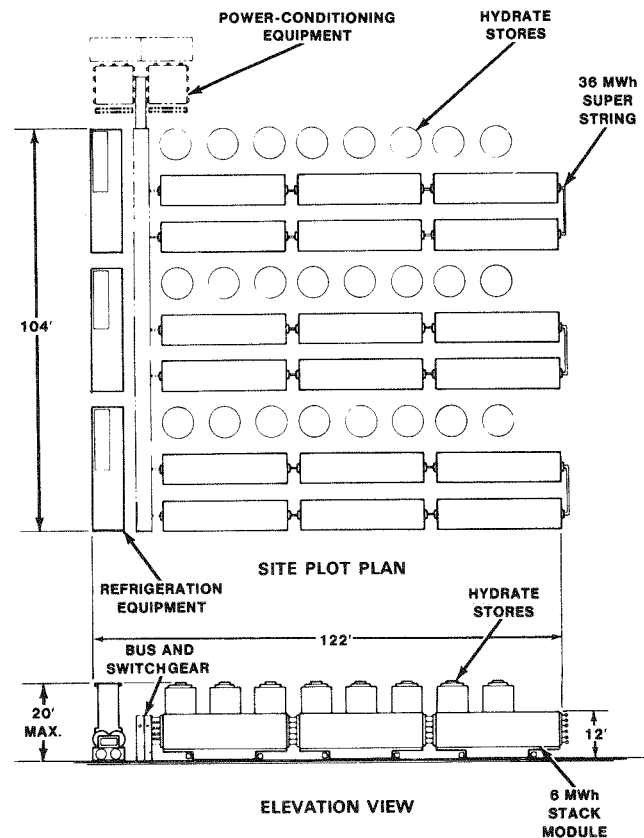 POWER-CONDITIONING
EQUIPMENT
HYDRATE
STORES
36 MWh
SUPER
STRING
104'
SITE PLOT PLAN
REFRIGERATION
EQUIPMENT
HYDRATE
STORES
122'
BUS AND
SWITCHGEAR
20'
MAX.
12'
6 MWh
STACK
MODULE
ELEVATION VIEW